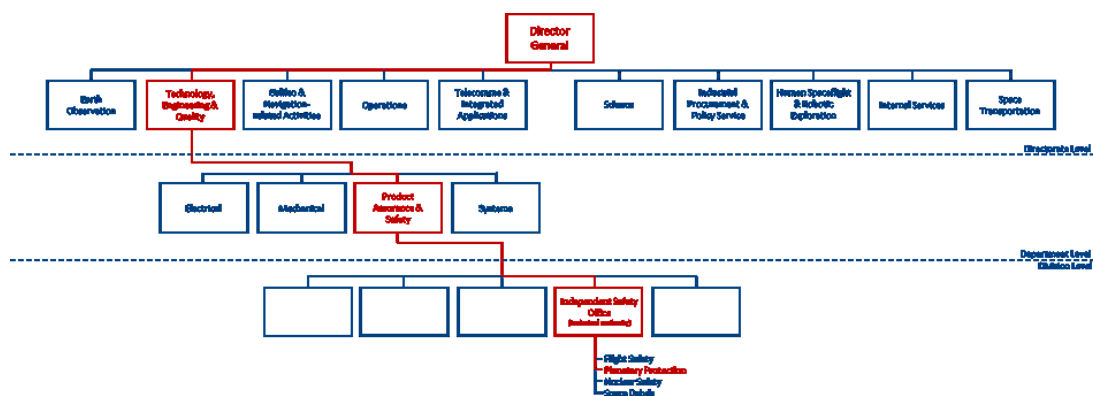 Director
General
Earth
Observation
Technology,
Engineering &
Quality
Galileo &
Navigation-
related Activities
Operations
Telecomms &
Integrated
Applications
Science
Industrial
Procurement &
Policy Service
Human Spaceflight
& Robotic
Exploration
Internal Services
Space
Transportation
Directorate Level
Electrical
Mechanical
Product
Assurance &
Safety
Systems
Department Level
Division Level
Independent Safety
Office
(technical authority)
Flight Safety
Planetary Protection
Nuclear Safety
Space Debris